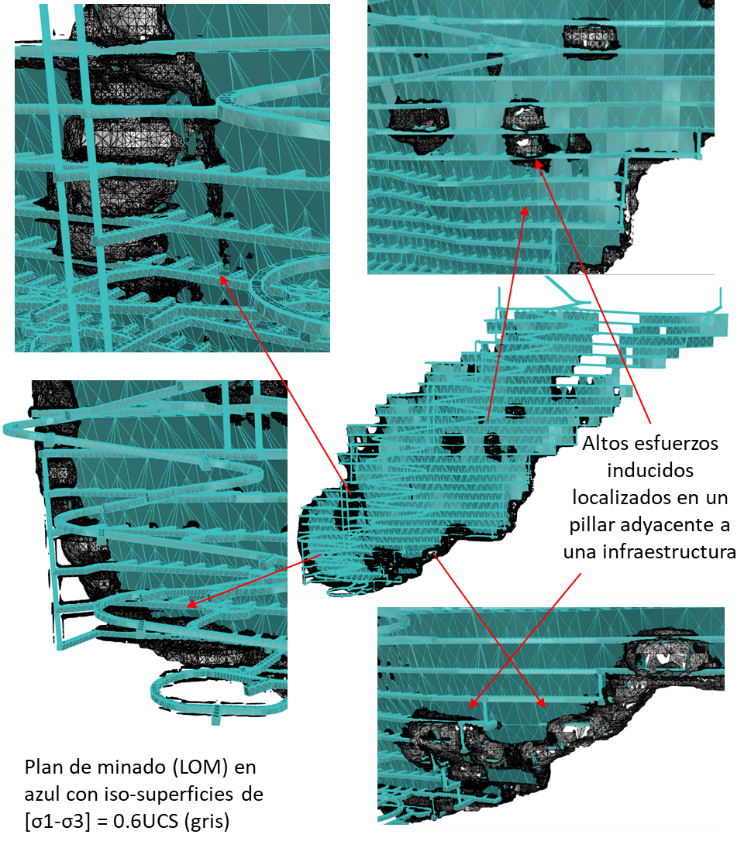 Altos esfuerzos
inducidos
localizados en un
pillar adyacente a
una infraestructura
Plan de minado (LOM) en
azul con iso-superficies de
[σ1-σ3] = 0.6UCS (gris)